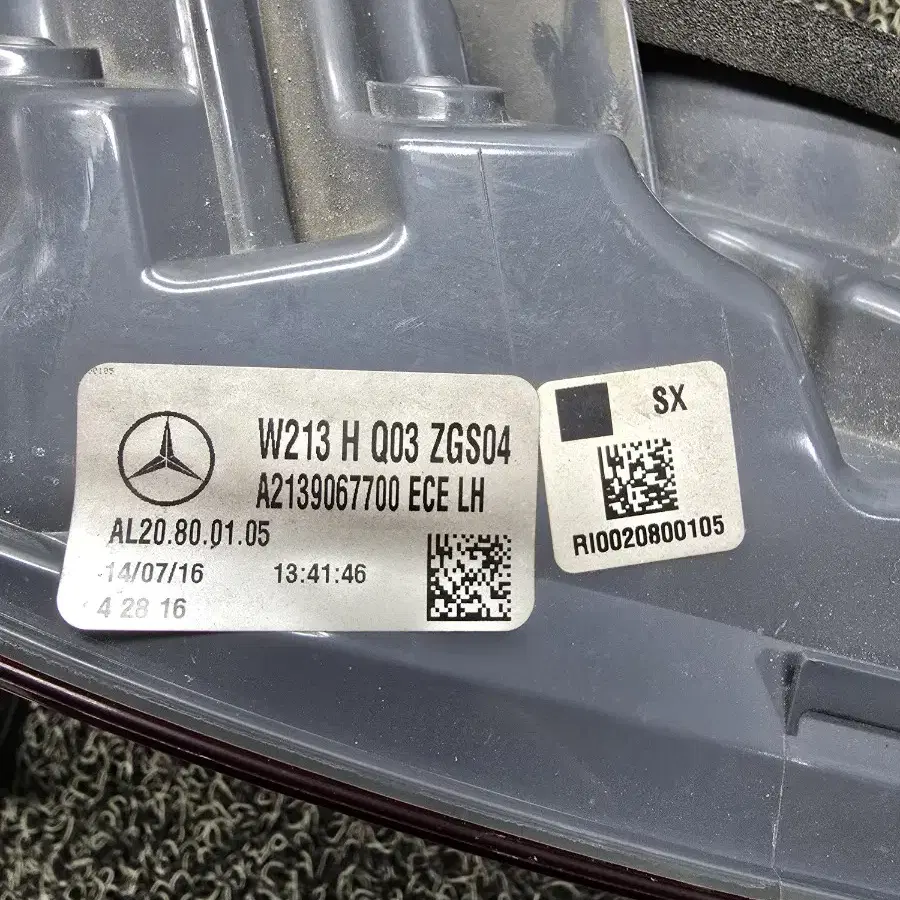 W213 H Q03 ZGS04
A2139067700 ECE LH
AL20.80.01.05
14/07/16 13:41:46
4 28 16
SX
RI0020800105